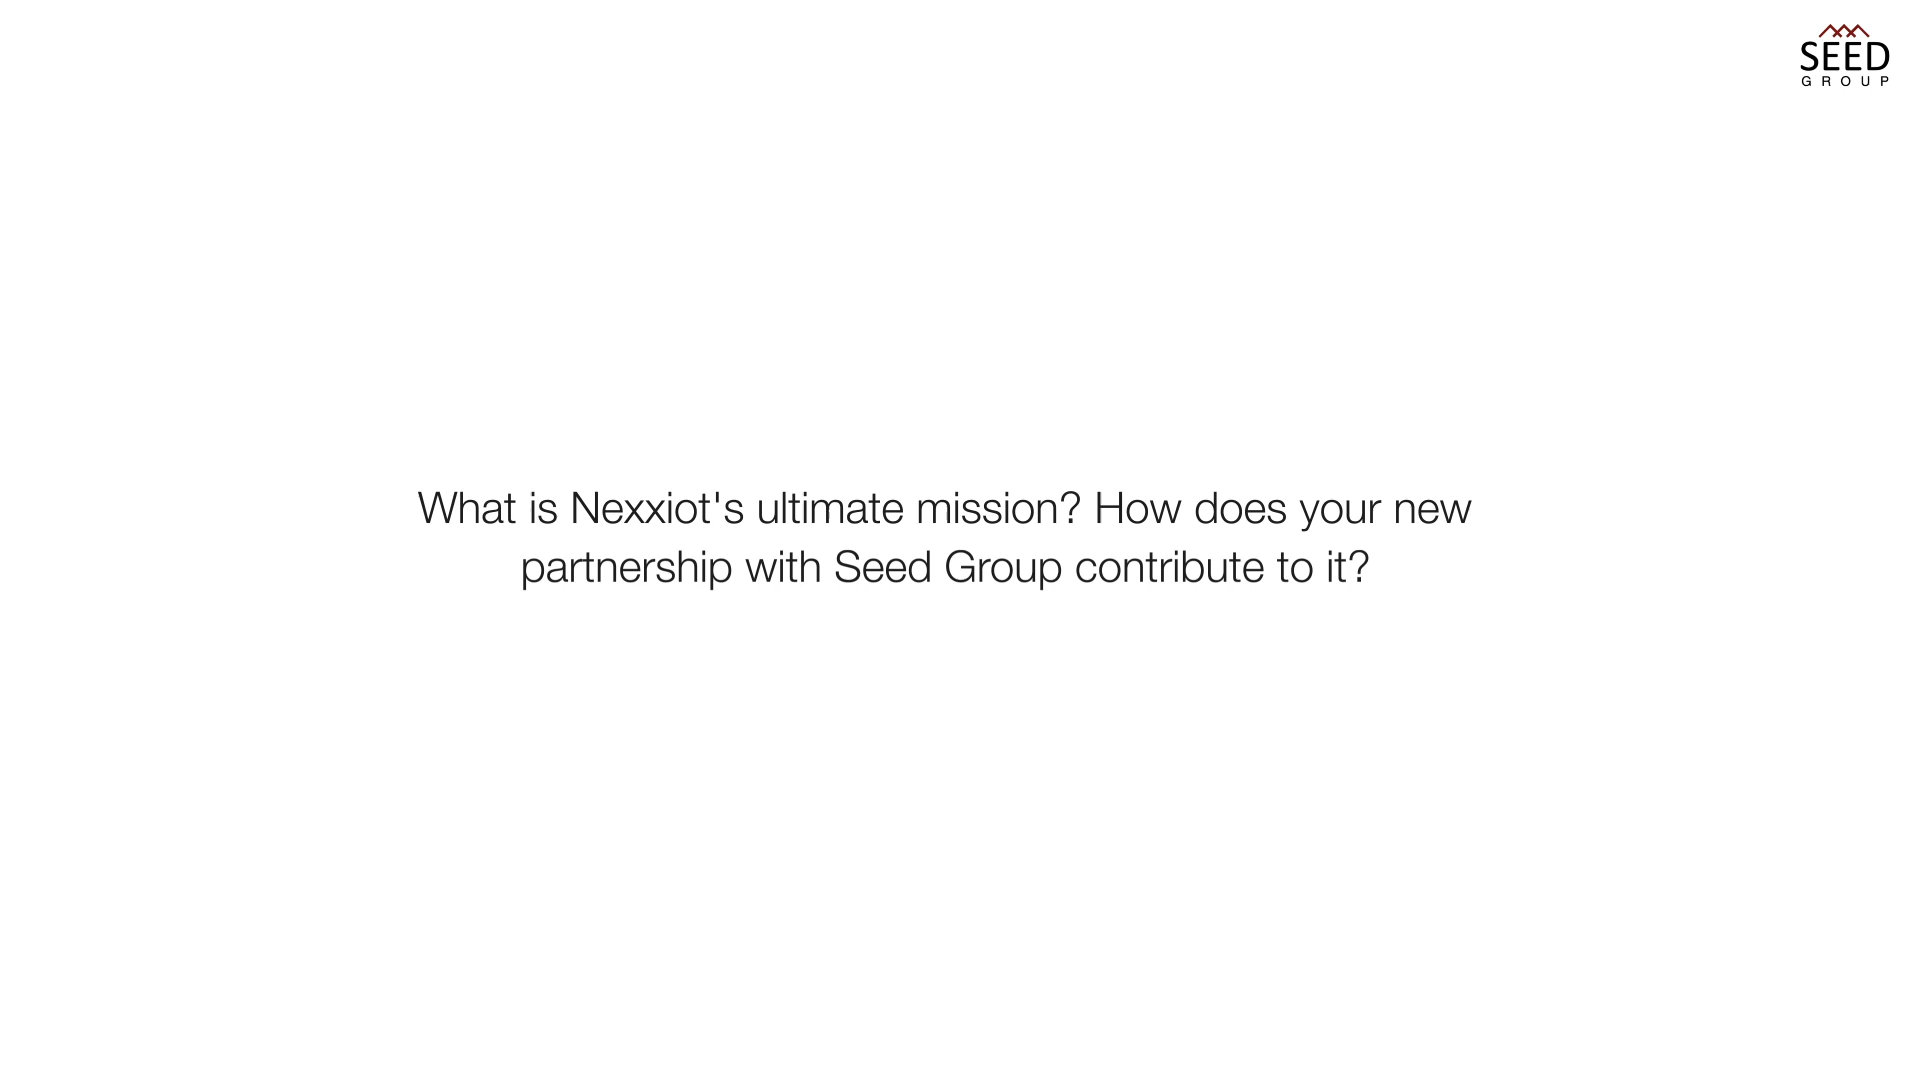 SEED
GROUP
What is Nexxiot's ultimate mission? How does your new
partnership with Seed Group contribute to it?